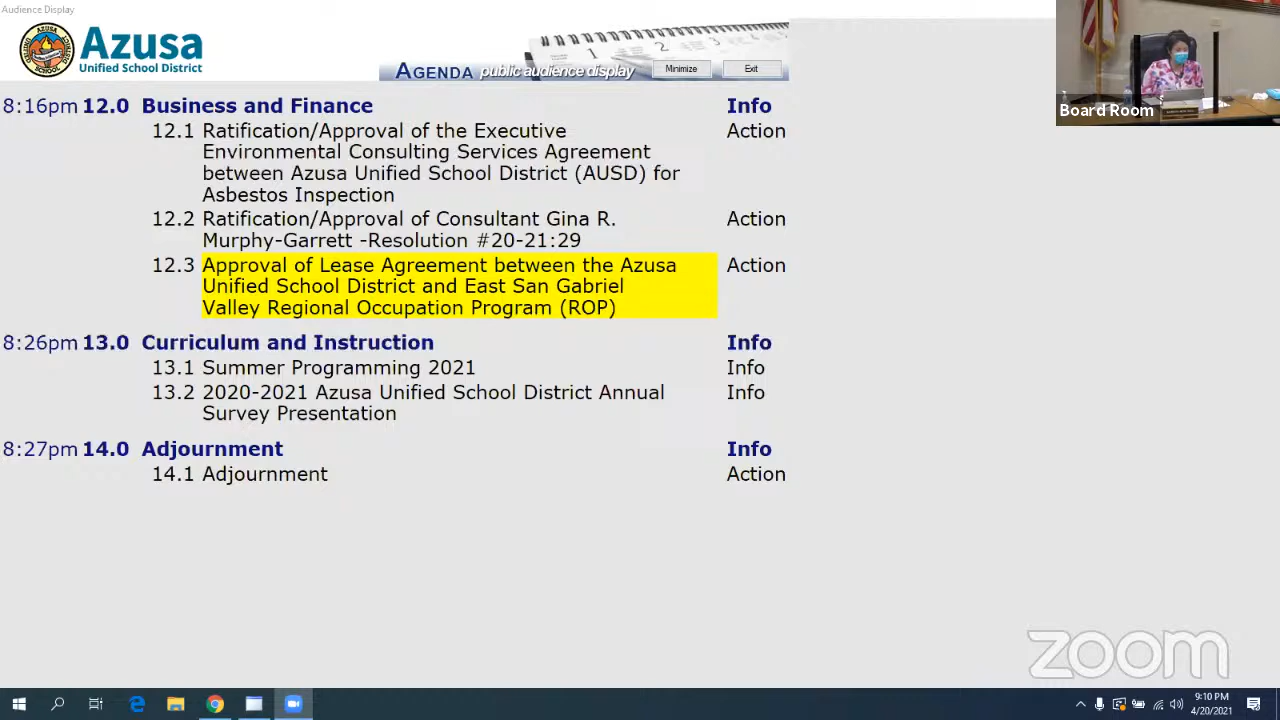 Audience Display
Azusa
Unified School District
AGENDA public audience display
Minimize
Exit
Board Room
8:16pm 12.0 Business and Finance Info
12.1 Ratification/Approval of the Executive Action
Environmental Consulting Services Agreement
between Azusa Unified School District (AUSD) for
Asbestos Inspection
12.2 Ratification/Approval of Consultant Gina R. Action
Murphy-Garrett -Resolution #20-21:29
12.3 Approval of Lease Agreement between the Azusa Action
Unified School District and East San Gabriel
Valley Regional Occupation Program (ROP)
8:26pm 13.0 Curriculum and Instruction Info
13.1 Summer Programming 2021 Info
13.2 2020-2021 Azusa Unified School District Annual Info
Survey Presentation
8:27pm 14.0 Adjournment Info
14.1 Adjournment Action
zoom
9:10 PM
4/20/2021